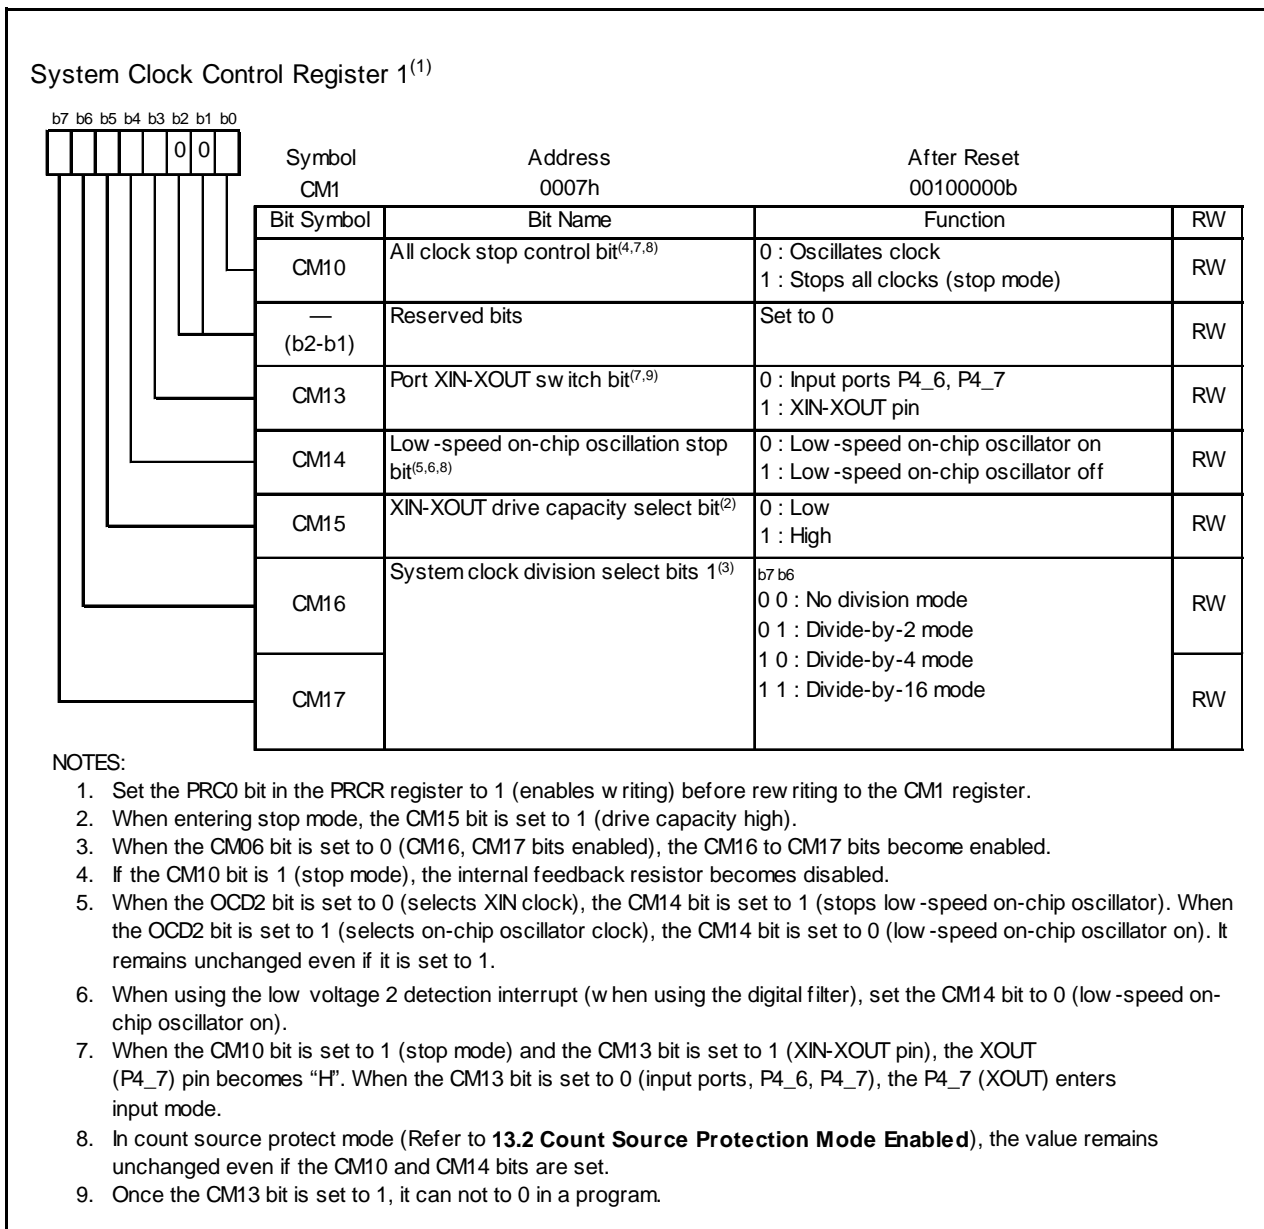 System Clock Control Register 1(1)
b7 b6 b5 b4 b3 b2 b1 b0
0 0
Symbol Address After Reset
CM1 0007h 00100000b
Bit Symbol Bit Name Function RW
CM10 All clock stop control bit(4,7,8) 0 : Oscillates clock RW
1 : Stops all clocks (stop mode)
— Reserved bits Set to 0 RW
(b2-b1)
CM13 Port XIN-XOUT switch bit(7,9) 0 : Input ports P4_6, P4_7 RW
1 : XIN-XOUT pin
CM14 Low-speed on-chip oscillation stop 0 : Low-speed on-chip oscillator on RW
bit(5,6,8) 1 : Low-speed on-chip oscillator off
CM15 XIN-XOUT drive capacity select bit(2) 0 : Low RW
1 : High
System clock division select bits 1(3) b7 b6
CM16 0 0 : No division mode RW
0 1 : Divide-by-2 mode
1 0 : Divide-by-4 mode
CM17 1 1 : Divide-by-16 mode RW
NOTES:
1. Set the PRC0 bit in the PRCR register to 1 (enables writing) before rewriting to the CM1 register.
2. When entering stop mode, the CM15 bit is set to 1 (drive capacity high).
3. When the CM06 bit is set to 0 (CM16, CM17 bits enabled), the CM16 to CM17 bits become enabled.
4. If the CM10 bit is 1 (stop mode), the internal feedback resistor becomes disabled.
5. When the OCD2 bit is set to 0 (selects XIN clock), the CM14 bit is set to 1 (stops low-speed on-chip oscillator). When
the OCD2 bit is set to 1 (selects on-chip oscillator clock), the CM14 bit is set to 0 (low-speed on-chip oscillator on). It
remains unchanged even if it is set to 1.
6. When using the low voltage 2 detection interrupt (when using the digital filter), set the CM14 bit to 0 (low-speed on-
chip oscillator on).
7. When the CM10 bit is set to 1 (stop mode) and the CM13 bit is set to 1 (XIN-XOUT pin), the XOUT
(P4_7) pin becomes “H”. When the CM13 bit is set to 0 (input ports, P4_6, P4_7), the P4_7 (XOUT) enters
input mode.
8. In count source protect mode (Refer to 13.2 Count Source Protection Mode Enabled), the value remains
unchanged even if the CM10 and CM14 bits are set.
9. Once the CM13 bit is set to 1, it can not to 0 in a program.